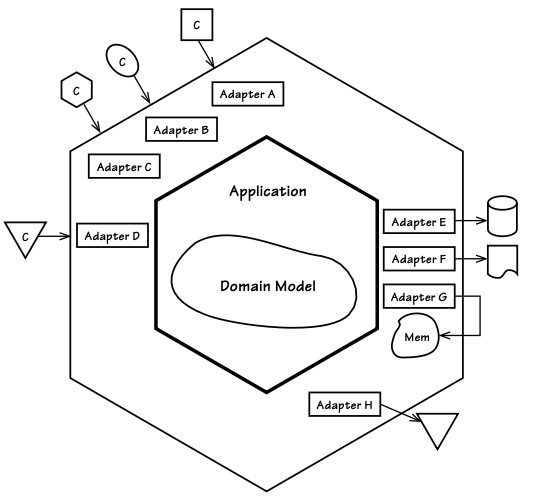 C
C
C
Adapter A
Adapter B
Adapter C
Application
C
Adapter D
Adapter E
Adapter F
Domain Model
Adapter G
Mem
Adapter H